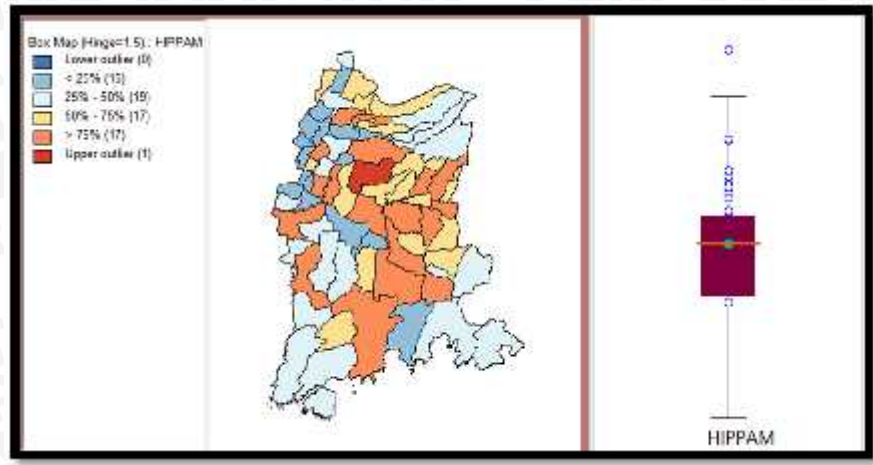 Box Map (Hinge=1.5): HIPPAM
Lower outlier (0)
< 25% (15)
25% - 50% (19)
50% - 75% (17)
> 75% (17)
Upper outlier (1)
HIPPAM